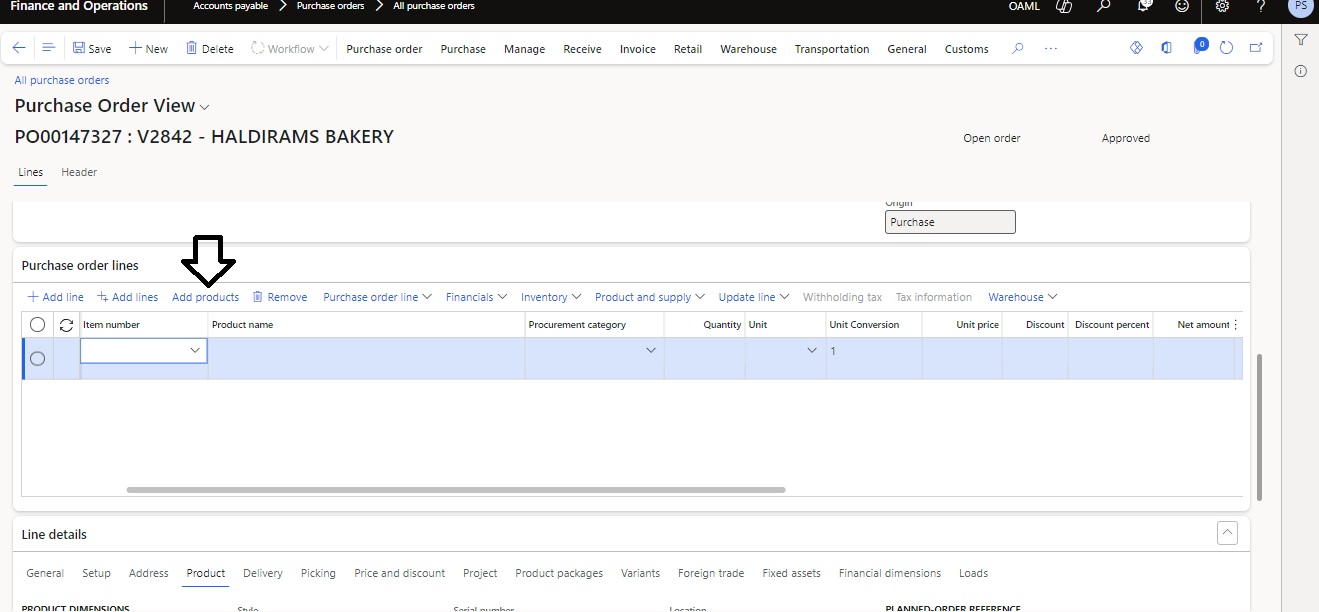 Finance and Operations Accounts payable Purchase orders All purchase orders OAML 33 ? PS
Save New Delete Workflow Purchase order Purchase Manage Receive Invoice Retail Warehouse Transportation General Customs ... 0
All purchase orders
Purchase Order View
PO00147327 : V2842 - HALDIRAMS BAKERY
Open order Approved
Lines Header
Origin
Purchase
Purchase order lines
+ Add line Add lines Add products Remove Purchase order line Financials Inventory Product and supply Update line Withholding tax Tax information Warehouse
Item number Product name Procurement category Quantity Unit Unit Conversion Unit price Discount Discount percent Net amount
1
Line details
General Setup Address Product Delivery Picking Price and discount Project Product packages Variants Foreign trade Fixed assets Financial dimensions Loads
PRODUCT DIMENSIONS Style Serial number Location PLANNED-ORDER REFERENCE